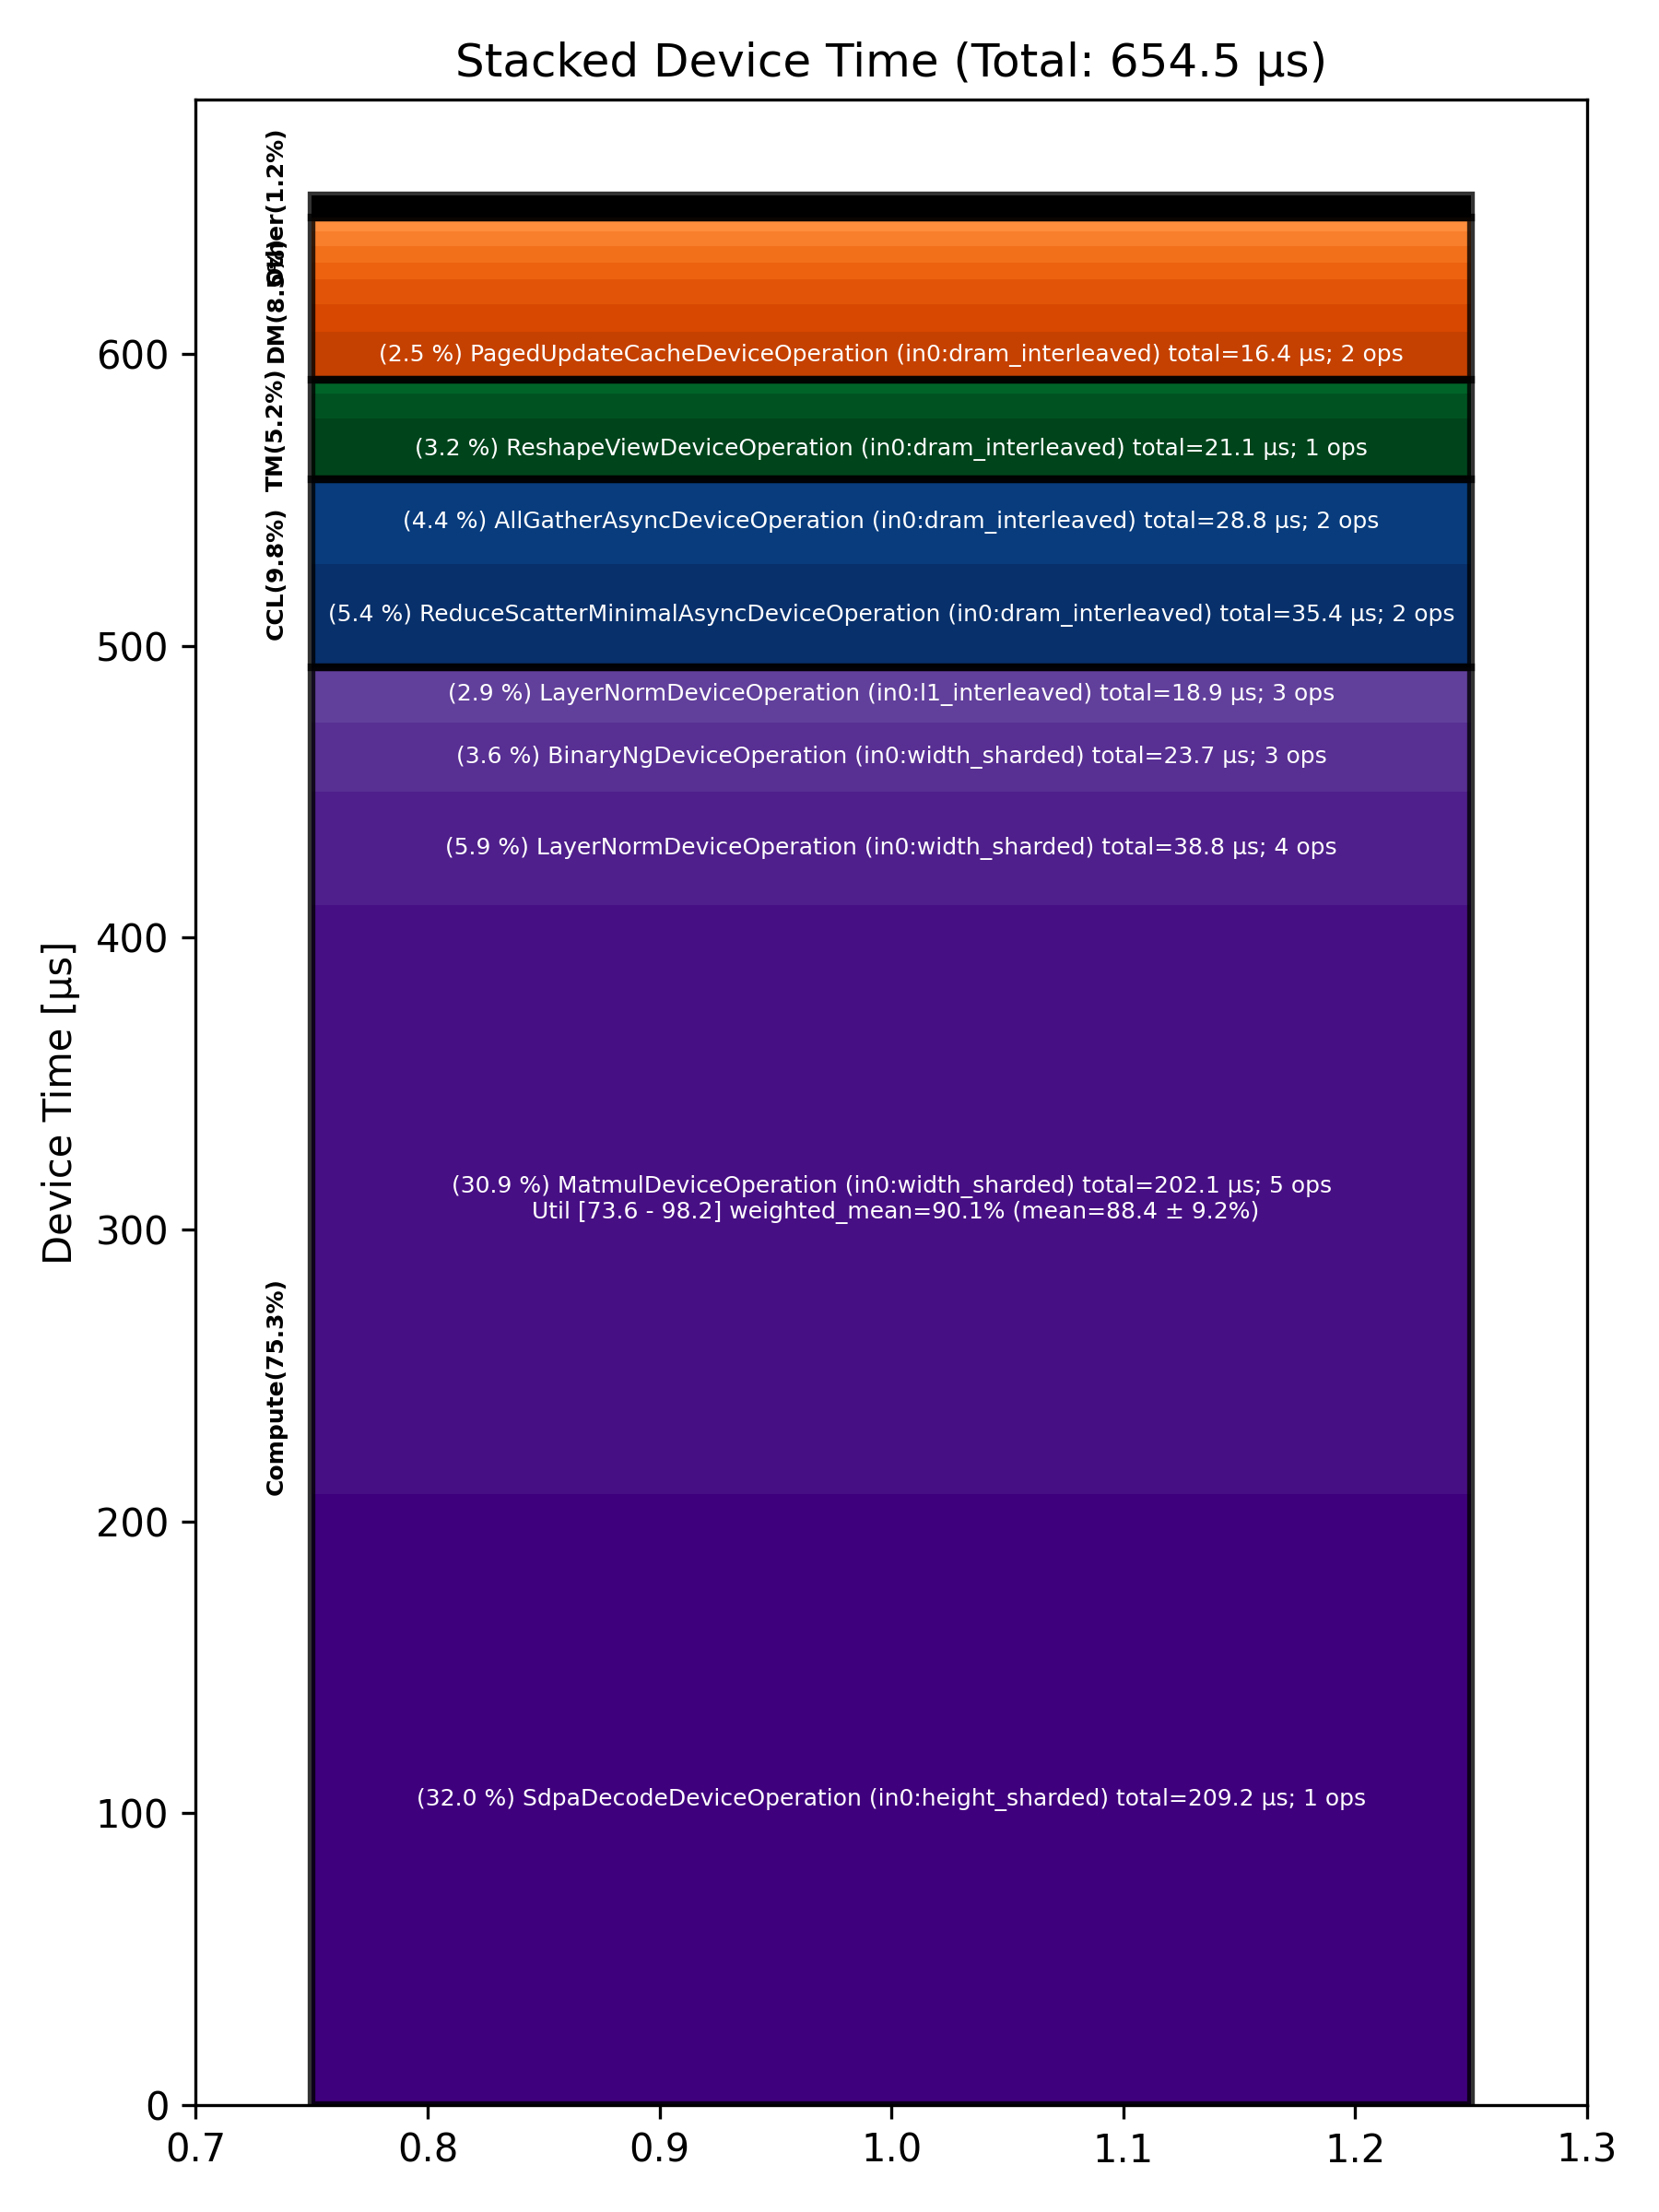 Stacked Device Time (Total: 654.5 µs)
Device Time [µs]
600
500
400
300
200
100
0
0.7 0.8 0.9 1.0 1.1 1.2 1.3
Other(1.2%)
DM(8.5%)
TM(5.2%)
CCL(9.8%)
Compute(75.3%)
(2.5 %) PagedUpdateCacheDeviceOperation (in0:dram_interleaved) total=16.4 µs; 2 ops
(3.2 %) ReshapeViewDeviceOperation (in0:dram_interleaved) total=21.1 µs; 1 ops
(4.4 %) AllGatherAsyncDeviceOperation (in0:dram_interleaved) total=28.8 µs; 2 ops
(5.4 %) ReduceScatterMinimalAsyncDeviceOperation (in0:dram_interleaved) total=35.4 µs; 2 ops
(2.9 %) LayerNormDeviceOperation (in0:l1_interleaved) total=18.9 µs; 3 ops
(3.6 %) BinaryNgDeviceOperation (in0:width_sharded) total=23.7 µs; 3 ops
(5.9 %) LayerNormDeviceOperation (in0:width_sharded) total=38.8 µs; 4 ops
(30.9 %) MatmulDeviceOperation (in0:width_sharded) total=202.1 µs; 5 ops
Util [73.6 - 98.2] weighted_mean=90.1% (mean=88.4 ± 9.2%)
(32.0 %) SdpaDecodeDeviceOperation (in0:height_sharded) total=209.2 µs; 1 ops